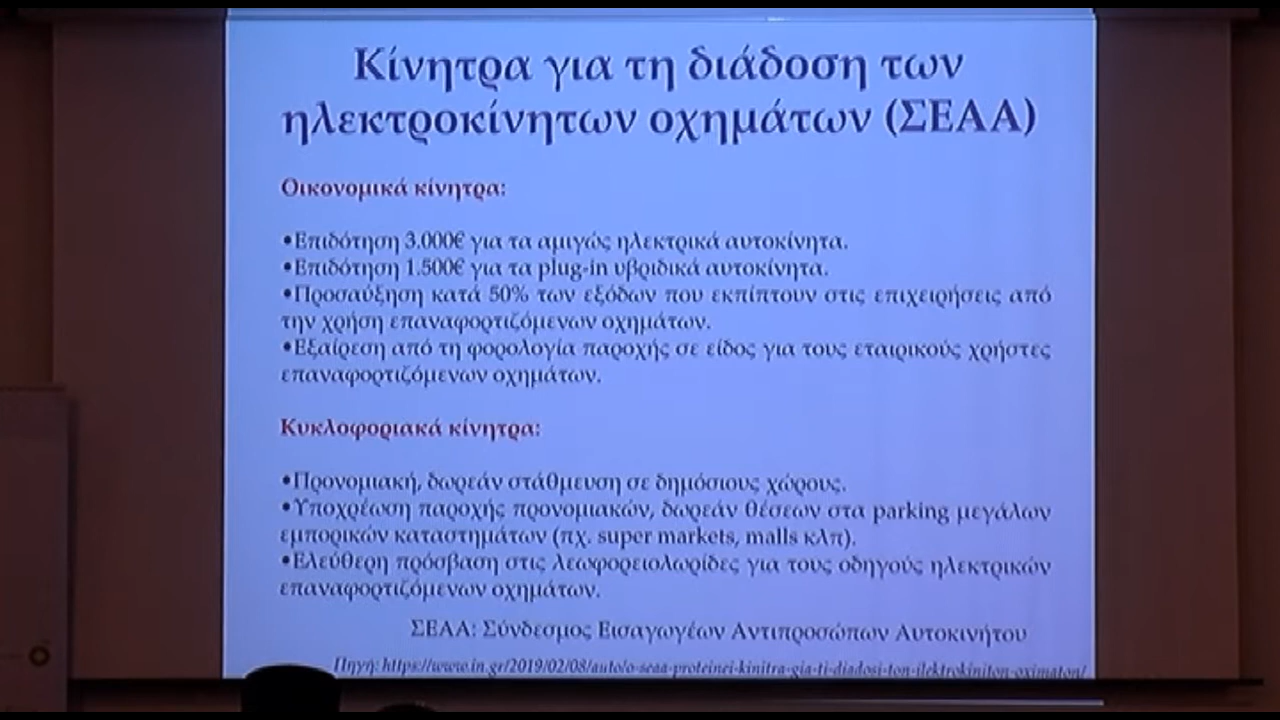 Κίνητρα για τη διάδοση των
ηλεκτροκίνητων οχημάτων (ΣΕΑΑ)
Οικονομικά κίνητρα:
•Επιδότηση 3.000€ για τα αμιγώς ηλεκτρικά αυτοκίνητα.
•Επιδότηση 1.500€ για τα plug-in υβριδικά αυτοκίνητα.
•Προσαύξηση κατά 50% των εξόδων που εκπίπτουν στις επιχειρήσεις από
την χρήση επαναφορτιζόμενων οχημάτων.
•Εξαίρεση από τη φορολογία παροχής σε είδος για τους εταιρικούς χρήστες
επαναφορτιζόμενων οχημάτων.
Κυκλοφοριακά κίνητρα:
•Προνομιακή, δωρεάν στάθμευση σε δημόσιους χώρους.
•Υποχρέωση παροχής προνομιακών, δωρεάν θέσεων στα parking μεγάλων
εμπορικών καταστημάτων (πχ. super markets, malls κλπ).
•Ελεύθερη πρόσβαση στις λεωφορειολωρίδες για τους οδηγούς ηλεκτρικών
επαναφορτιζόμενων οχημάτων.
ΣΕΑΑ: Σύνδεσμος Εισαγωγέων Αντιπροσώπων Αυτοκινήτου
Πηγή: https://www.in.gr/2019/02/08/auto/o-seaa-proteinei-kinitra-gia-ti-diadosi-ton-ilektrokiniton-oximaton/